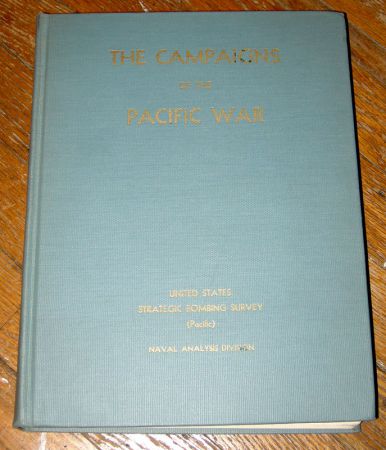 THE CAMPAIGNS
OF THE
PACIFIC WAR
UNITED STATES
STRATEGIC BOMBING SURVEY
(Pacific)
NAVAL ANALYSIS DIVISION